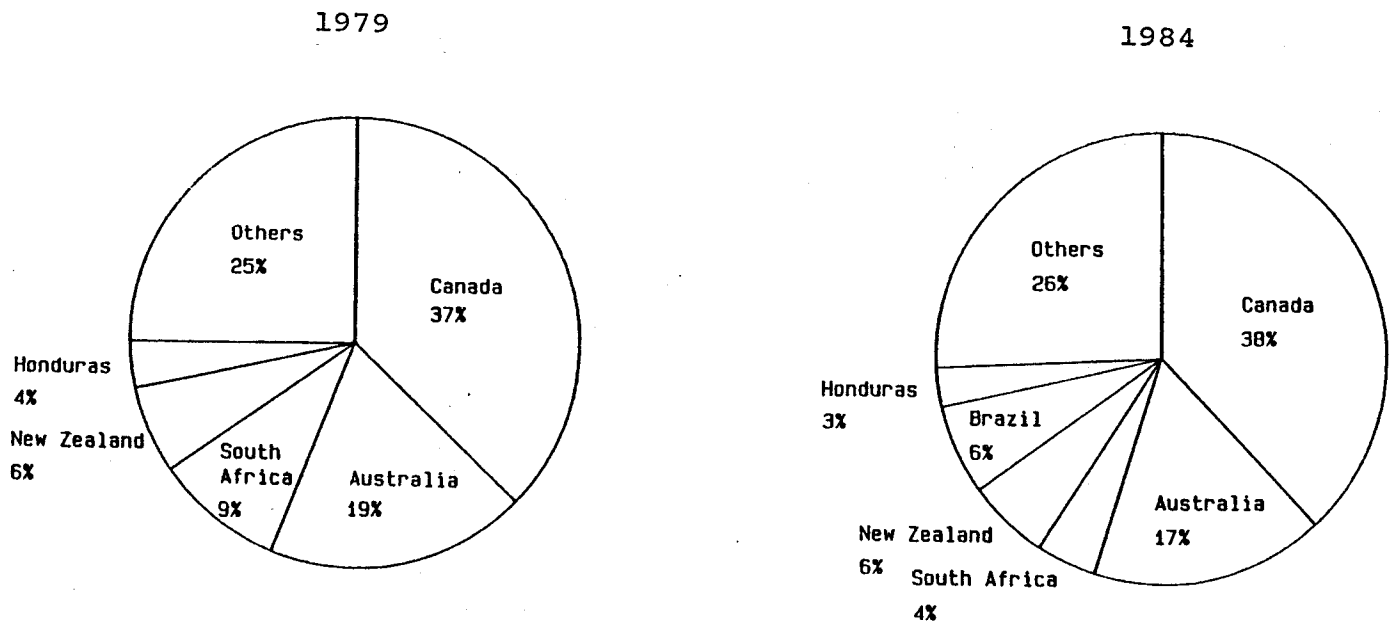 1979
Others
25%
Canada
37%
Honduras
4%
New Zealand
6%
South
Africa
9%
Australia
19%
1984
Others
26%
Canada
38%
Honduras
3%
Brazil
6%
Australia
17%
New Zealand
6%
South Africa
4%